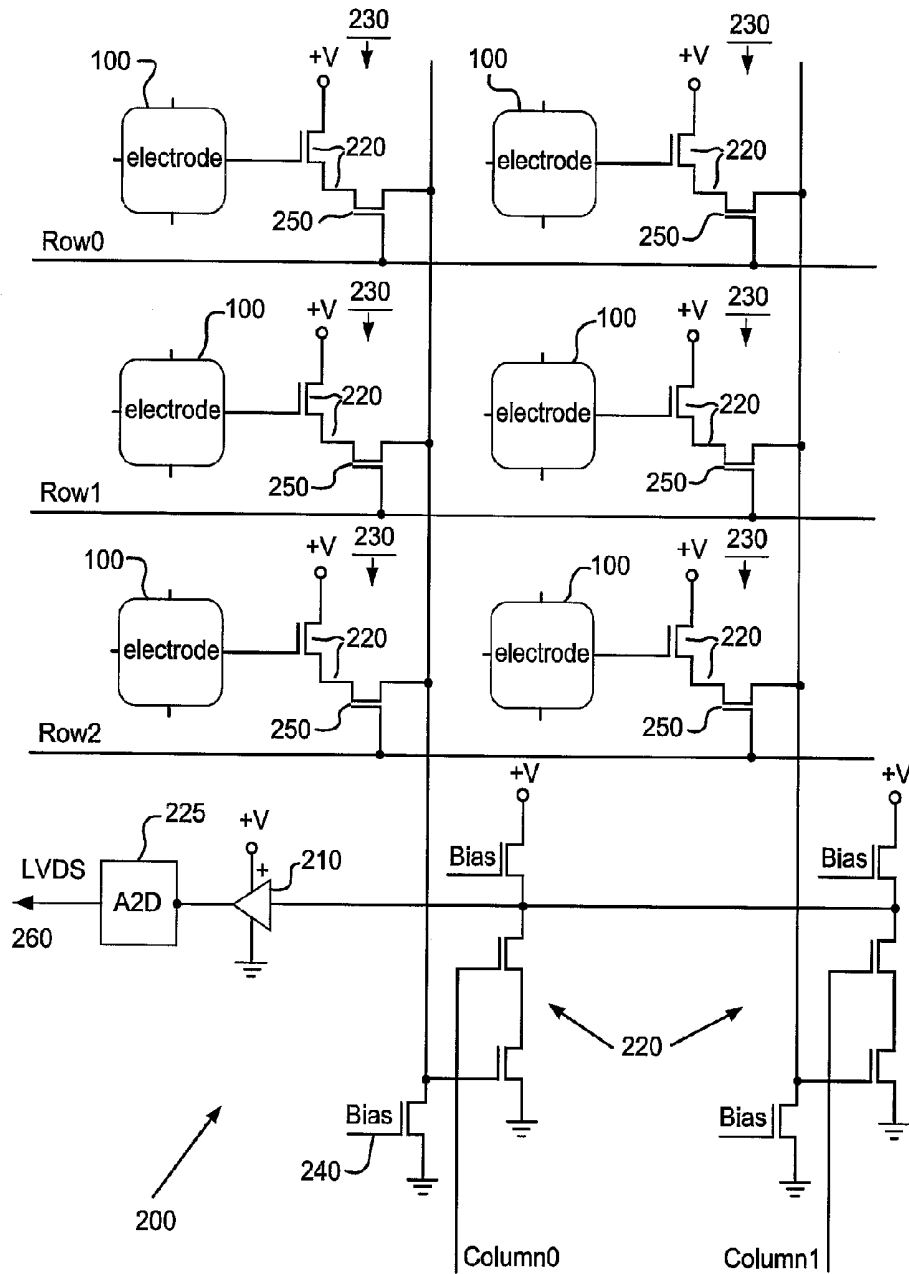 230 230
100 +V 100 +V
electrode 220 electrode 220
250 250
Row0
230 230
100 +V 100 +V
electrode 220 electrode 220
250 250
Row1
230 230
100 +V 100 +V
electrode 220 electrode 220
250 250
Row2
+V +V
225 +V 210 Bias Bias
LVDS A2D +
260
220
Bias Bias
240
200
Column0 Column1